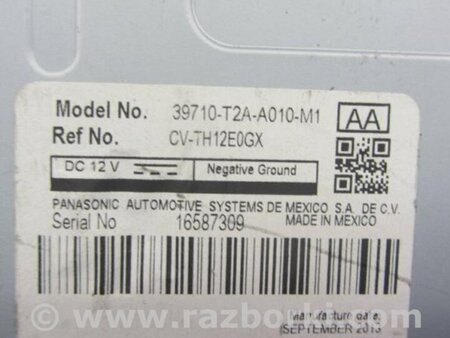 Model No. 39710-T2A-A010-M1 AA
Ref No. CV-TH12E0GX
DC 12 V Negative Ground
PANASONIC AUTOMOTIVE SYSTEMS DE MEXICO S.A. DE C.V.
Serial No 16587309 MADE IN MEXICO
Manufacture date:
SEPTEMBER 2013
www.razborki.com